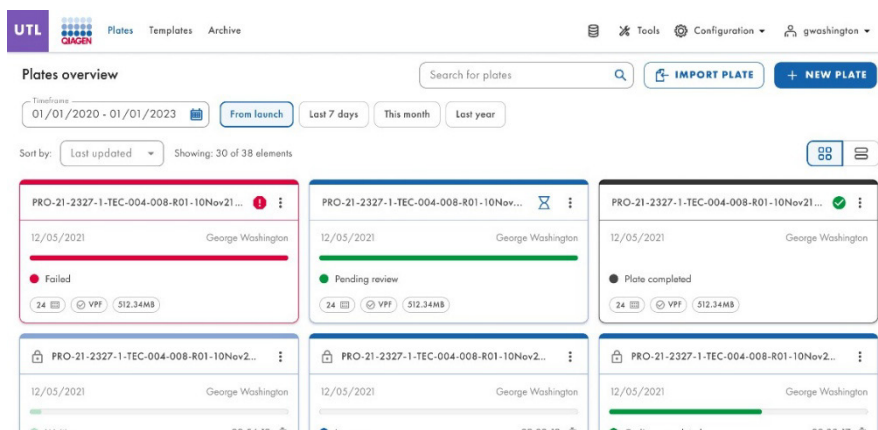 UTL QIAGEN Plates Templates Archive Tools Configuration gwashington
Plates overview Search for plates IMPORT PLATE + NEW PLATE
Timeframe
01/01/2020 - 01/01/2023 From launch Last 7 days This month Last year
Sort by: Last updated Showing: 30 of 38 elements
PRO-21-2327-1-TEC-004-008-R01-10Nov21... PRO-21-2327-1-TEC-004-008-R01-10Nov... PRO-21-2327-1-TEC-004-008-R01-10Nov21...
12/05/2021 George Washington 12/05/2021 George Washington 12/05/2021 George Washington
Failed Pending review Plate completed
24 VPF 512.34MB 24 VPF 512.34MB 24 VPF 512.34MB
PRO-21-2327-1-TEC-004-008-R01-10Nov2... PRO-21-2327-1-TEC-004-008-R01-10Nov2... PRO-21-2327-1-TEC-004-008-R01-10Nov2...
12/05/2021 George Washington 12/05/2021 George Washington 12/05/2021 George Washington